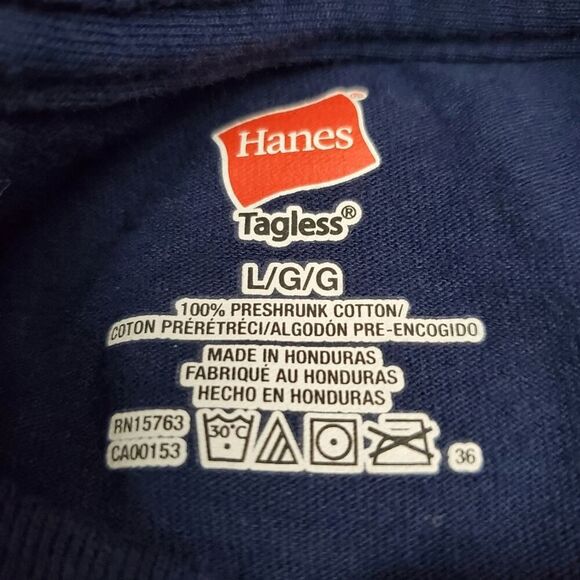 Hanes®
Tagless®
L/G/G
100% PRESHRUNK COTTON/
COTON PRÉRÉTRÉCI/ALGODÓN PRE-ENCOGIDO
MADE IN HONDURAS
FABRIQUÉ AU HONDURAS
HECHO EN HONDURAS
RN15763
CA00153
30°C
36